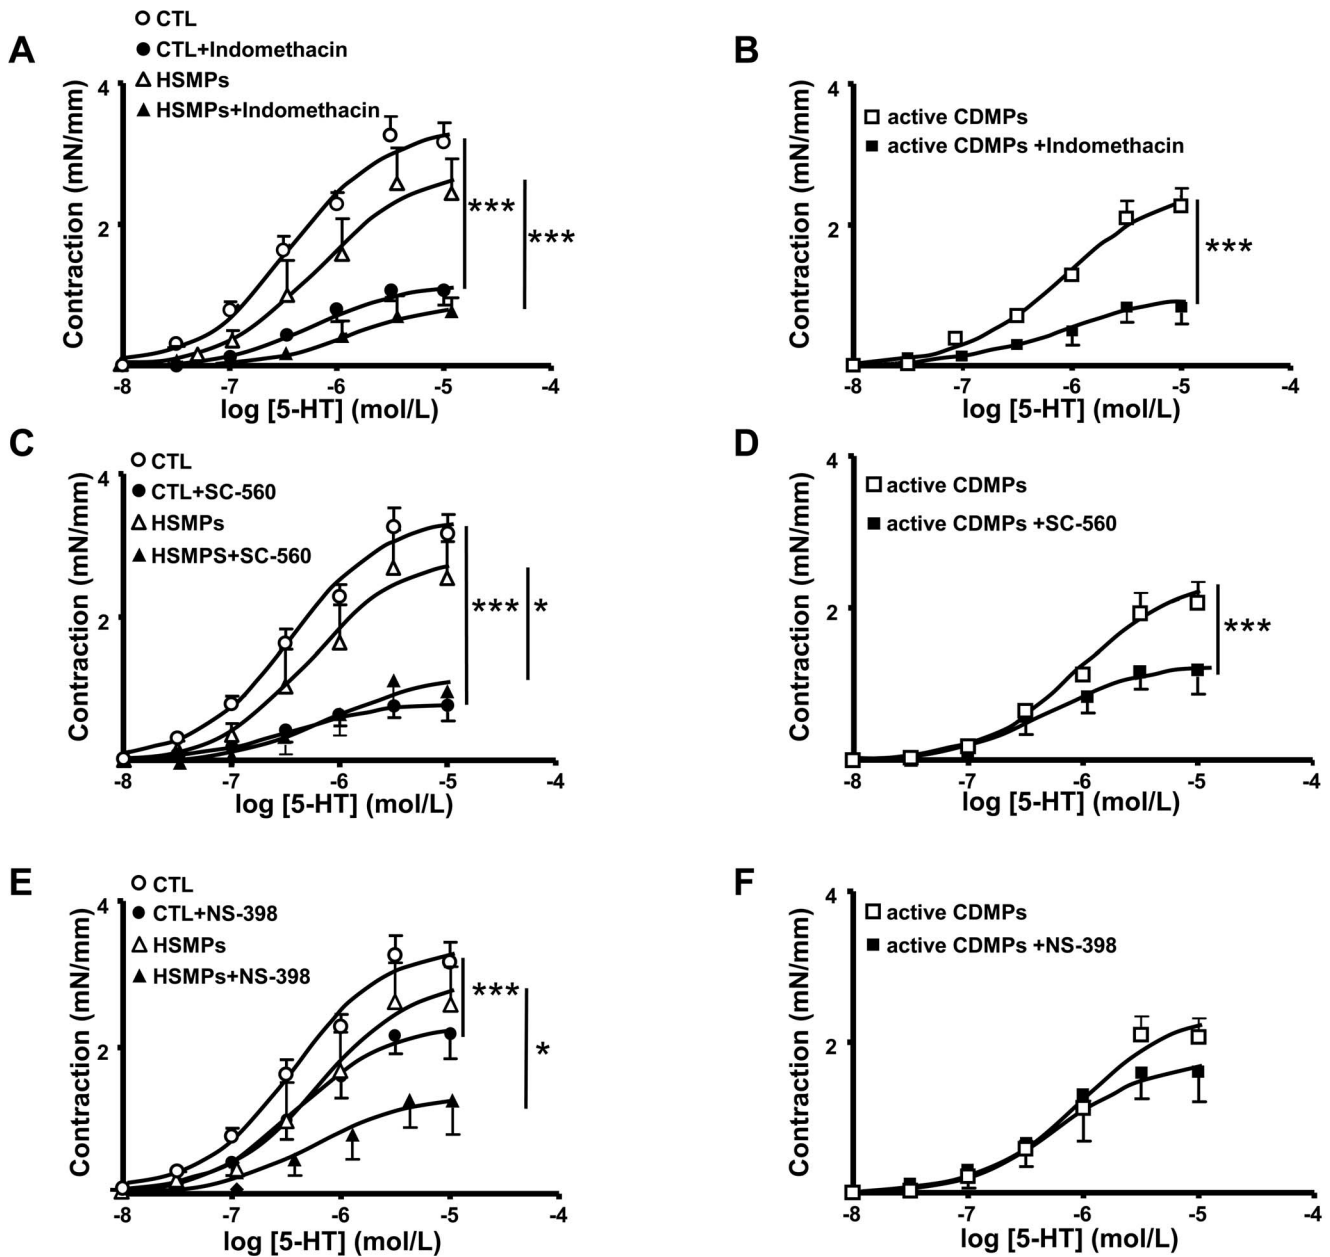 A
CTL
CTL+Indomethacin
HSMPs
HSMPs+Indomethacin
Contraction (mN/mm)
4
2
***
***
-8 -7 -6 -5 -4
log [5-HT] (mol/L)
B
active CDMPs
active CDMPs +Indomethacin
Contraction (mN/mm)
4
2
***
-8 -7 -6 -5 -4
log [5-HT] (mol/L)
C
CTL
CTL+SC-560
HSMPs
HSMPS+SC-560
Contraction (mN/mm)
4
2
***
*
-8 -7 -6 -5 -4
log [5-HT] (mol/L)
D
active CDMPs
active CDMPs +SC-560
Contraction (mN/mm)
4
2
***
-8 -7 -6 -5 -4
log [5-HT] (mol/L)
E
CTL
CTL+NS-398
HSMPs
HSMPs+NS-398
Contraction (mN/mm)
4
2
***
*
-8 -7 -6 -5 -4
log [5-HT] (mol/L)
F
active CDMPs
active CDMPs +NS-398
Contraction (mN/mm)
4
2
-8 -7 -6 -5 -4
log [5-HT] (mol/L)